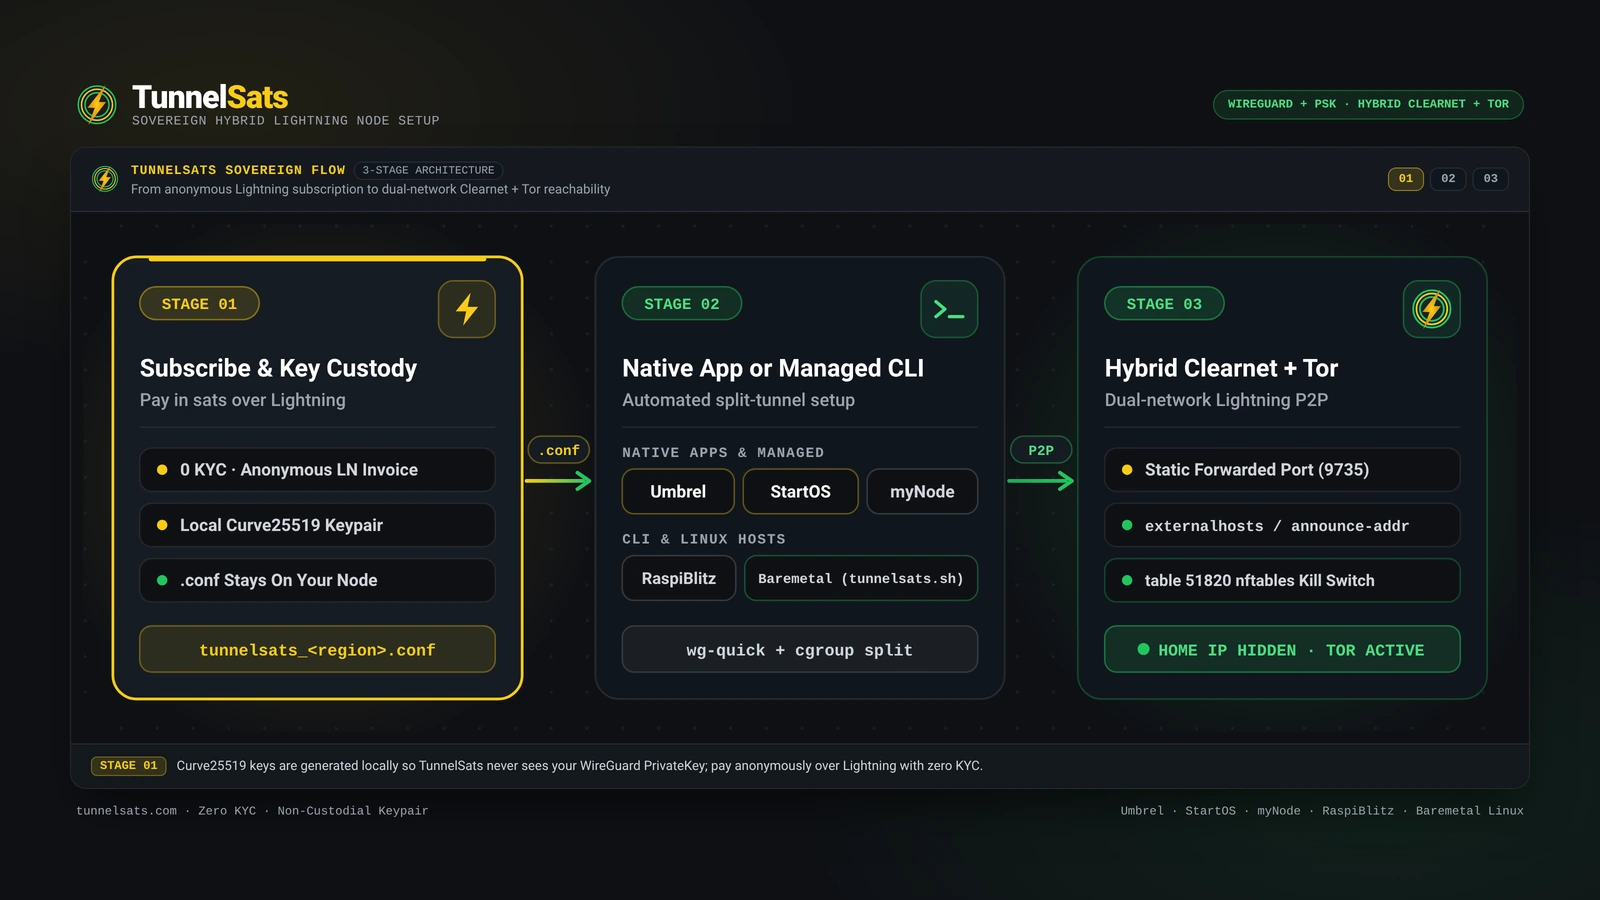 TunnelSats
SOVEREIGN HYBRID LIGHTNING NODE SETUP
WIREGUARD + PSK · HYBRID CLEARNET + TOR
TUNNELSATS SOVEREIGN FLOW
3-STAGE ARCHITECTURE
From anonymous Lightning subscription to dual-network Clearnet + Tor reachability
01 02 03
STAGE 01
Subscribe & Key Custody
Pay in sats over Lightning
0 KYC · Anonymous LN Invoice
Local Curve25519 Keypair
.conf Stays On Your Node
tunnelsats_<region>.conf
.conf
STAGE 02
Native App or Managed CLI
Automated split-tunnel setup
NATIVE APPS & MANAGED
Umbrel StartOS myNode
CLI & LINUX HOSTS
RaspiBlitz Baremetal (tunnelsats.sh)
wg-quick + cgroup split
P2P
STAGE 03
Hybrid Clearnet + Tor
Dual-network Lightning P2P
Static Forwarded Port (9735)
externalhosts / announce-addr
table 51820 nftables Kill Switch
HOME IP HIDDEN · TOR ACTIVE
STAGE 01 Curve25519 keys are generated locally so TunnelSats never sees your WireGuard PrivateKey; pay anonymously over Lightning with zero KYC.
tunnelsats.com · Zero KYC · Non-Custodial Keypair
Umbrel · StartOS · myNode · RaspiBlitz · Baremetal Linux